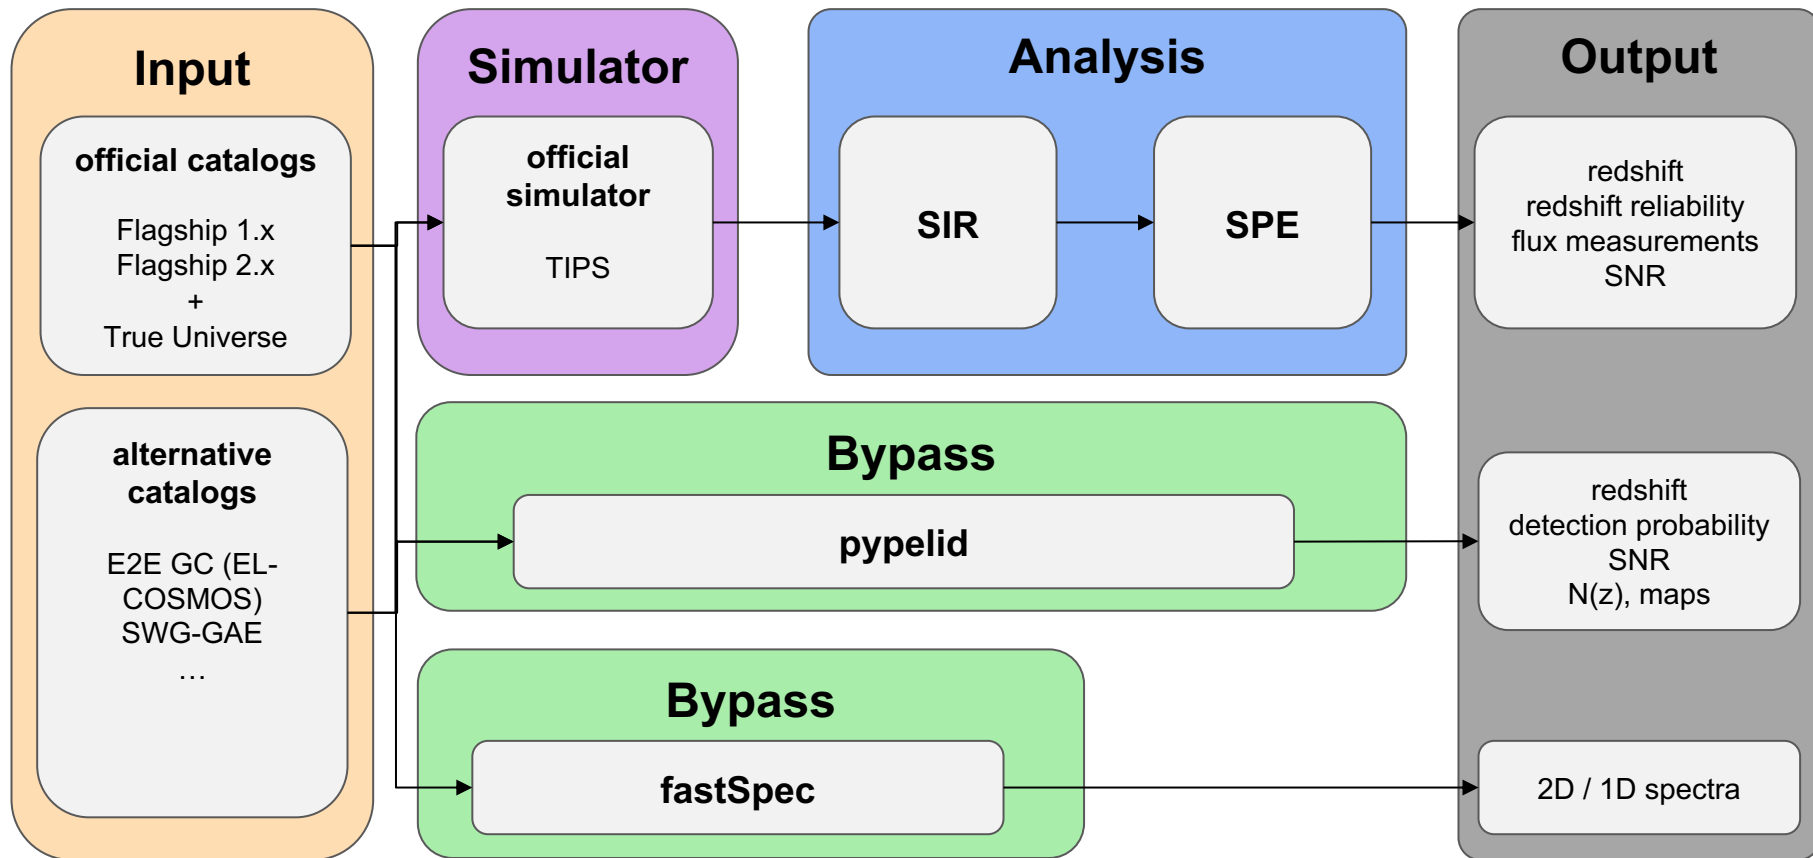 Input
official catalogs
Flagship 1.x
Flagship 2.x
+
True Universe
alternative
catalogs
E2E GC (EL-
COSMOS)
SWG-GAE
…
Simulator
official
simulator
TIPS
Analysis
SIR
SPE
Bypass
pypelid
Bypass
fastSpec
Output
redshift
redshift reliability
flux measurements
SNR
redshift
detection probability
SNR
N(z), maps
2D / 1D spectra